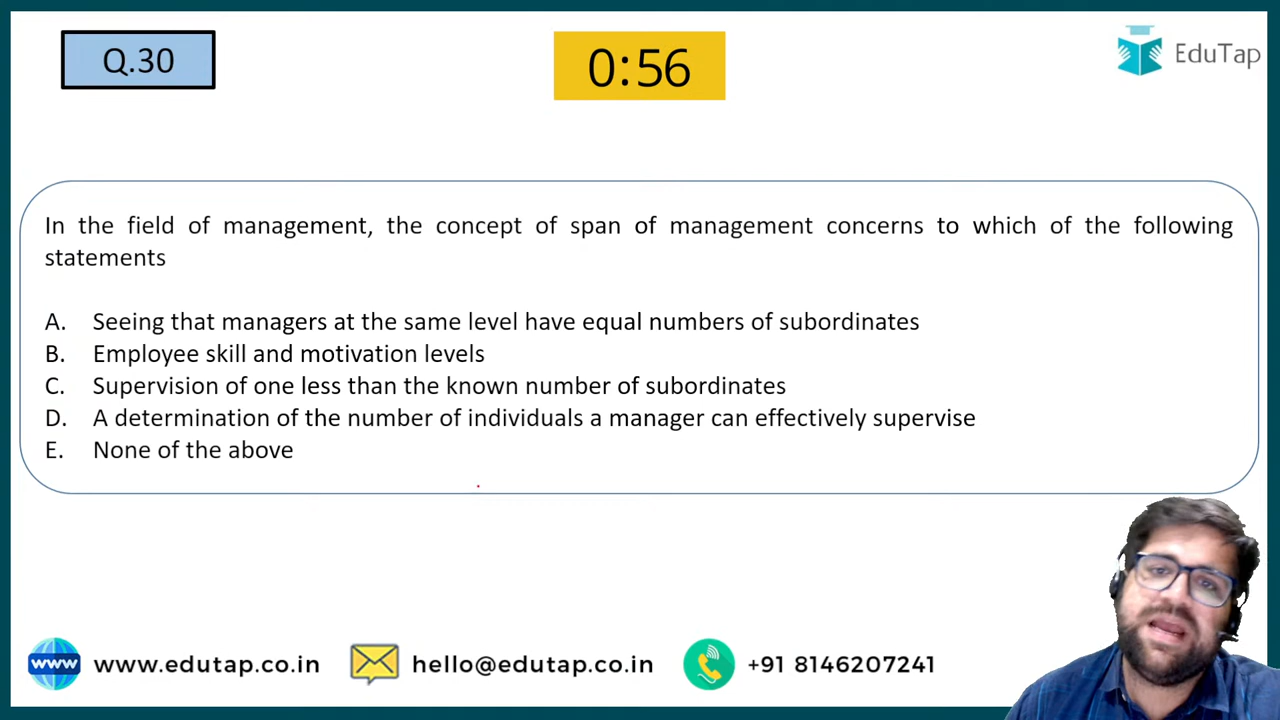 Q.30
0:56
EduTap
In the field of management, the concept of span of management concerns to which of the following
statements
A. Seeing that managers at the same level have equal numbers of subordinates
B. Employee skill and motivation levels
C. Supervision of one less than the known number of subordinates
D. A determination of the number of individuals a manager can effectively supervise
E. None of the above
www www.edutap.co.in hello@edutap.co.in +91 8146207241